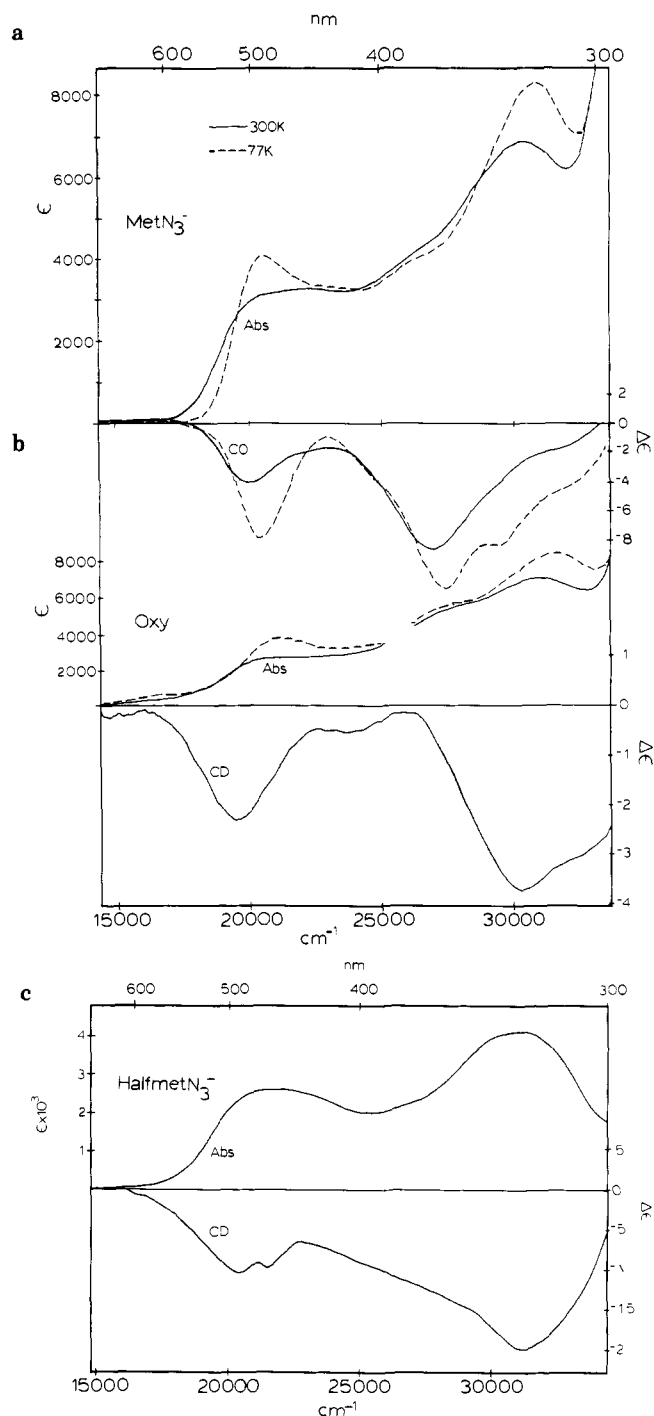 a
nm
600 500 400 300
8000
6000
4000
2000
ϵ
300K
77K
MetN3⁻
Abs
2
0
-2
-4
-6
-8
Δϵ
b
CD
8000
6000
4000
2000
ϵ
Oxy
Abs
1
0
-1
-2
-3
-4
Δϵ
CD
15000 20000 25000 30000
cm⁻¹
c
nm
600 500 400 300
4
3
2
1
ϵx10³
HalfmetN3⁻
Abs
.5
0
-.5
-1
-1.5
-2
Δϵ
CD
15000 20000 25000 30000
cm⁻¹